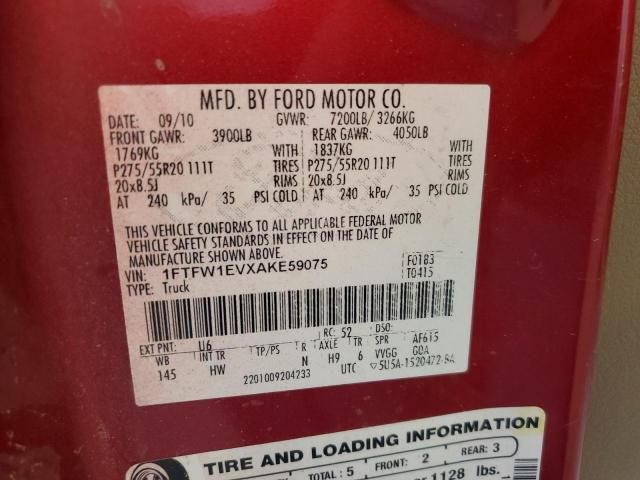 MFD. BY FORD MOTOR CO.
DATE: 09/10 GVWR: 7200LB/ 3266KG
FRONT GAWR: 3900LB REAR GAWR: 4050LB
1769KG WITH 1837KG WITH
P275/55R20 111T TIRES P275/55R20 111T TIRES
20x8.5J RIMS 20x8.5J RIMS
AT 240 kPa/ 35 PSI COLD AT 240 kPa/ 35 PSI COLD
THIS VEHICLE CONFORMS TO ALL APPLICABLE FEDERAL MOTOR
VEHICLE SAFETY STANDARDS IN EFFECT ON THE DATE OF
MANUFACTURE SHOWN ABOVE.
VIN: 1FTFW1EVXAKE59075 F0183
TYPE: Truck T0415
EXT PNT: U6 RC: 52 DSO:
WB INT TR TP/PS R AXLE TR SPR AF615
145 HW N H9 6 VVGG GOA
2201009204233 UTC ▽5U5A-1520472-BA
TIRE AND LOADING INFORMATION
TOTAL: 5 FRONT: 2 REAR: 3
1128 lbs.